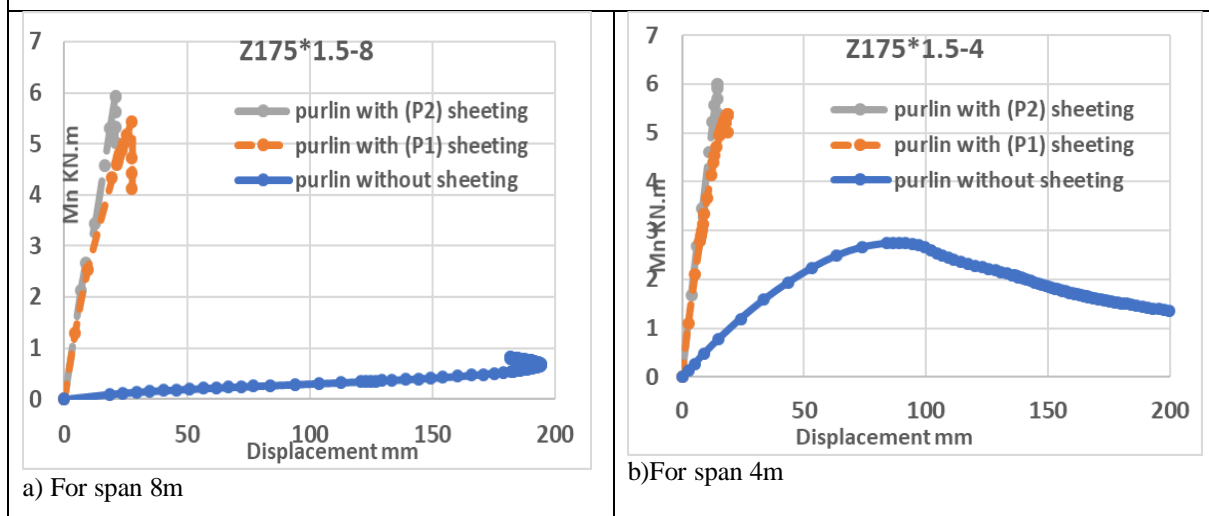 Z175*1.5-8
7
6
5
4
3
2
1
0
Mn KN.m
purlin with (P2) sheeting
purlin with (P1) sheeting
purlin without sheeting
0 50 100 150 200
Displacement mm
a) For span 8m
Z175*1.5-4
7
6
5
4
3
2
1
0
Mn KN.m
purlin with (P2) sheeting
purlin with (P1) sheeting
purlin without sheeting
0 50 100 150 200
Displacement mm
b)For span 4m